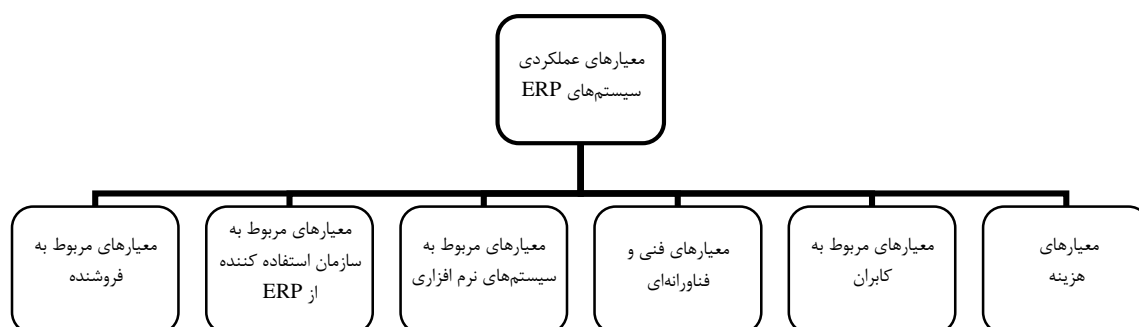 معیارهای عملکردی
سیستم‌های ERP
معیارهای
هزینه
معیارهای مربوط به
کابران
معیارهای فنی و
فناورانه‌ای
معیارهای مربوط به
سیستم‌های نرم افزاری
معیارهای مربوط به
سازمان استفاده کننده
از ERP
معیارهای مربوط به
فروشنده